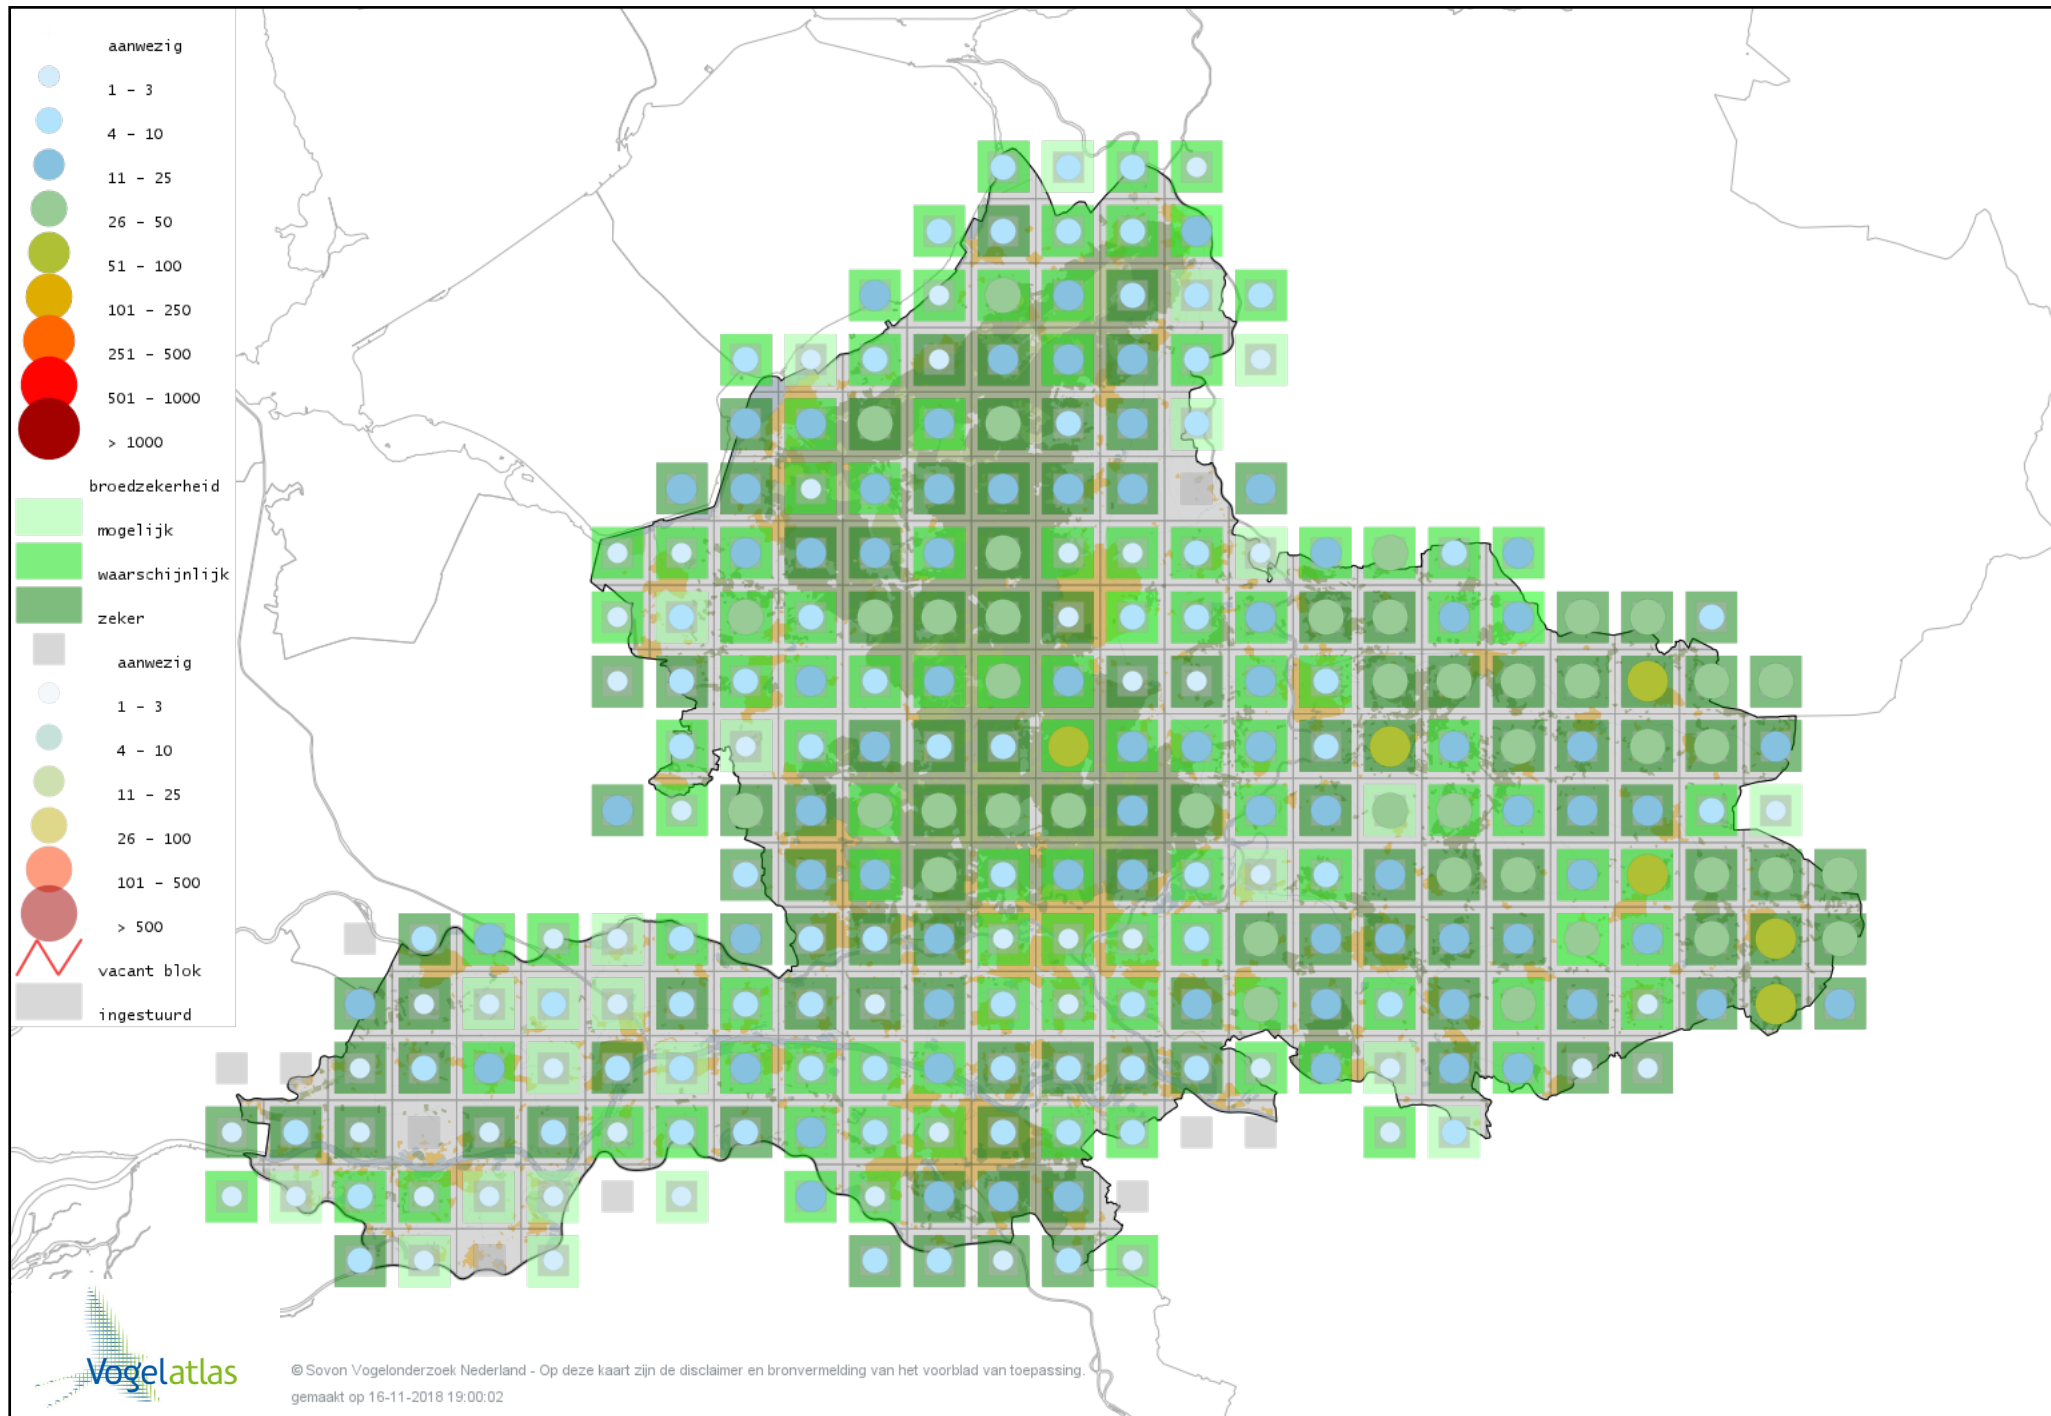 aanwezig
1 - 3
4 - 10
11 - 25
26 - 50
51 - 100
101 - 250
251 - 500
501 - 1000
> 1000
broedzekerheid
mogelijk
waarschijnlijk
zeker
aanwezig
1 - 3
4 - 10
11 - 25
26 - 100
101 - 500
> 500
vacant blok
ingestuurd
Vogelatlas
© Sovon Vogelonderzoek Nederland - Op deze kaart zijn de disclaimer en bronvermelding van het voorblad van toepassing.
gemaakt op 16-11-2018 19:00:02